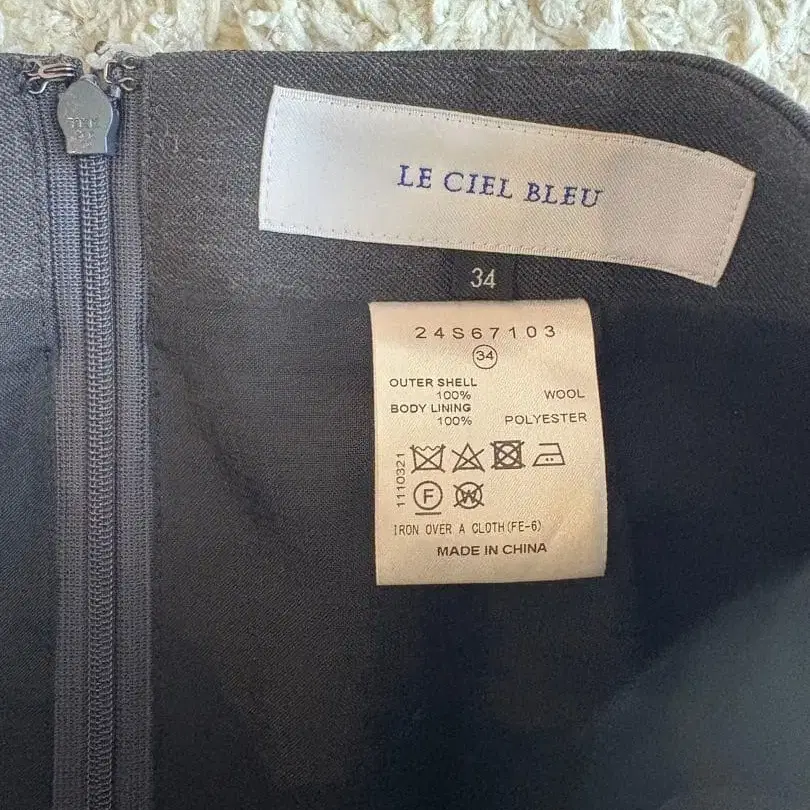 LE CIEL BLEU
34
24S67103
34
OUTER SHELL
100% WOOL
BODY LINING
100% POLYESTER
1110321
F W
IRON OVER A CLOTH(FE-6)
MADE IN CHINA